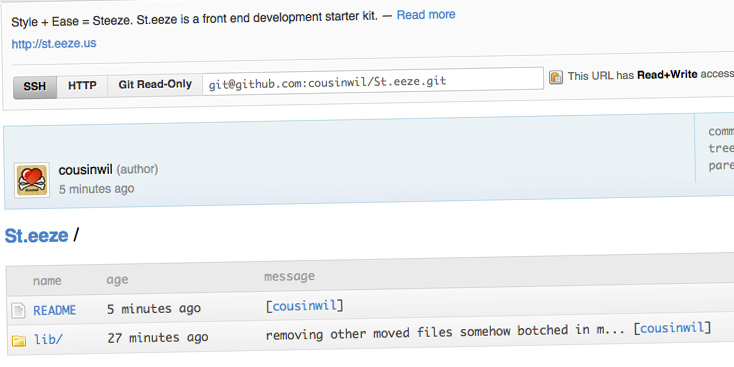 Style + Ease = Steeze. St.eeze is a front end development starter kit. — Read more
http://st.eeze.us
SSH HTTP Git Read-Only git@github.com:cousinwil/St.eeze.git This URL has Read+Write access
comm
cousinwil (author) tree
5 minutes ago pare
St.eeze /
name age message
README 5 minutes ago [cousinwil]
lib/ 27 minutes ago removing other moved files somehow botched in m... [cousinwil]